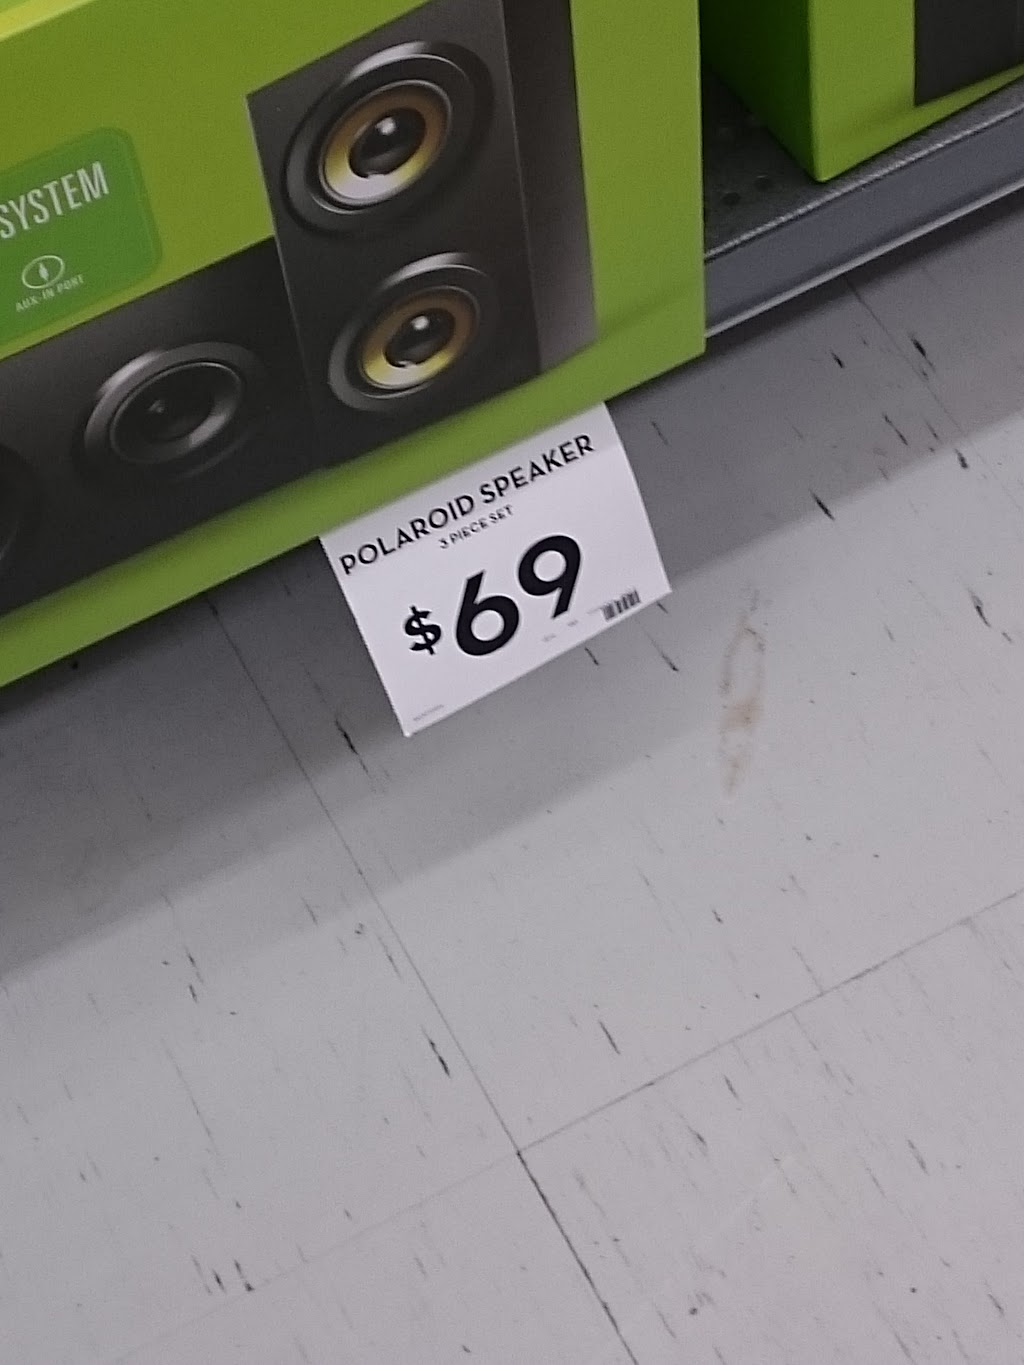 SYSTEM
AUX-IN PORT
POLAROID SPEAKER
3 PIECE SET
$69